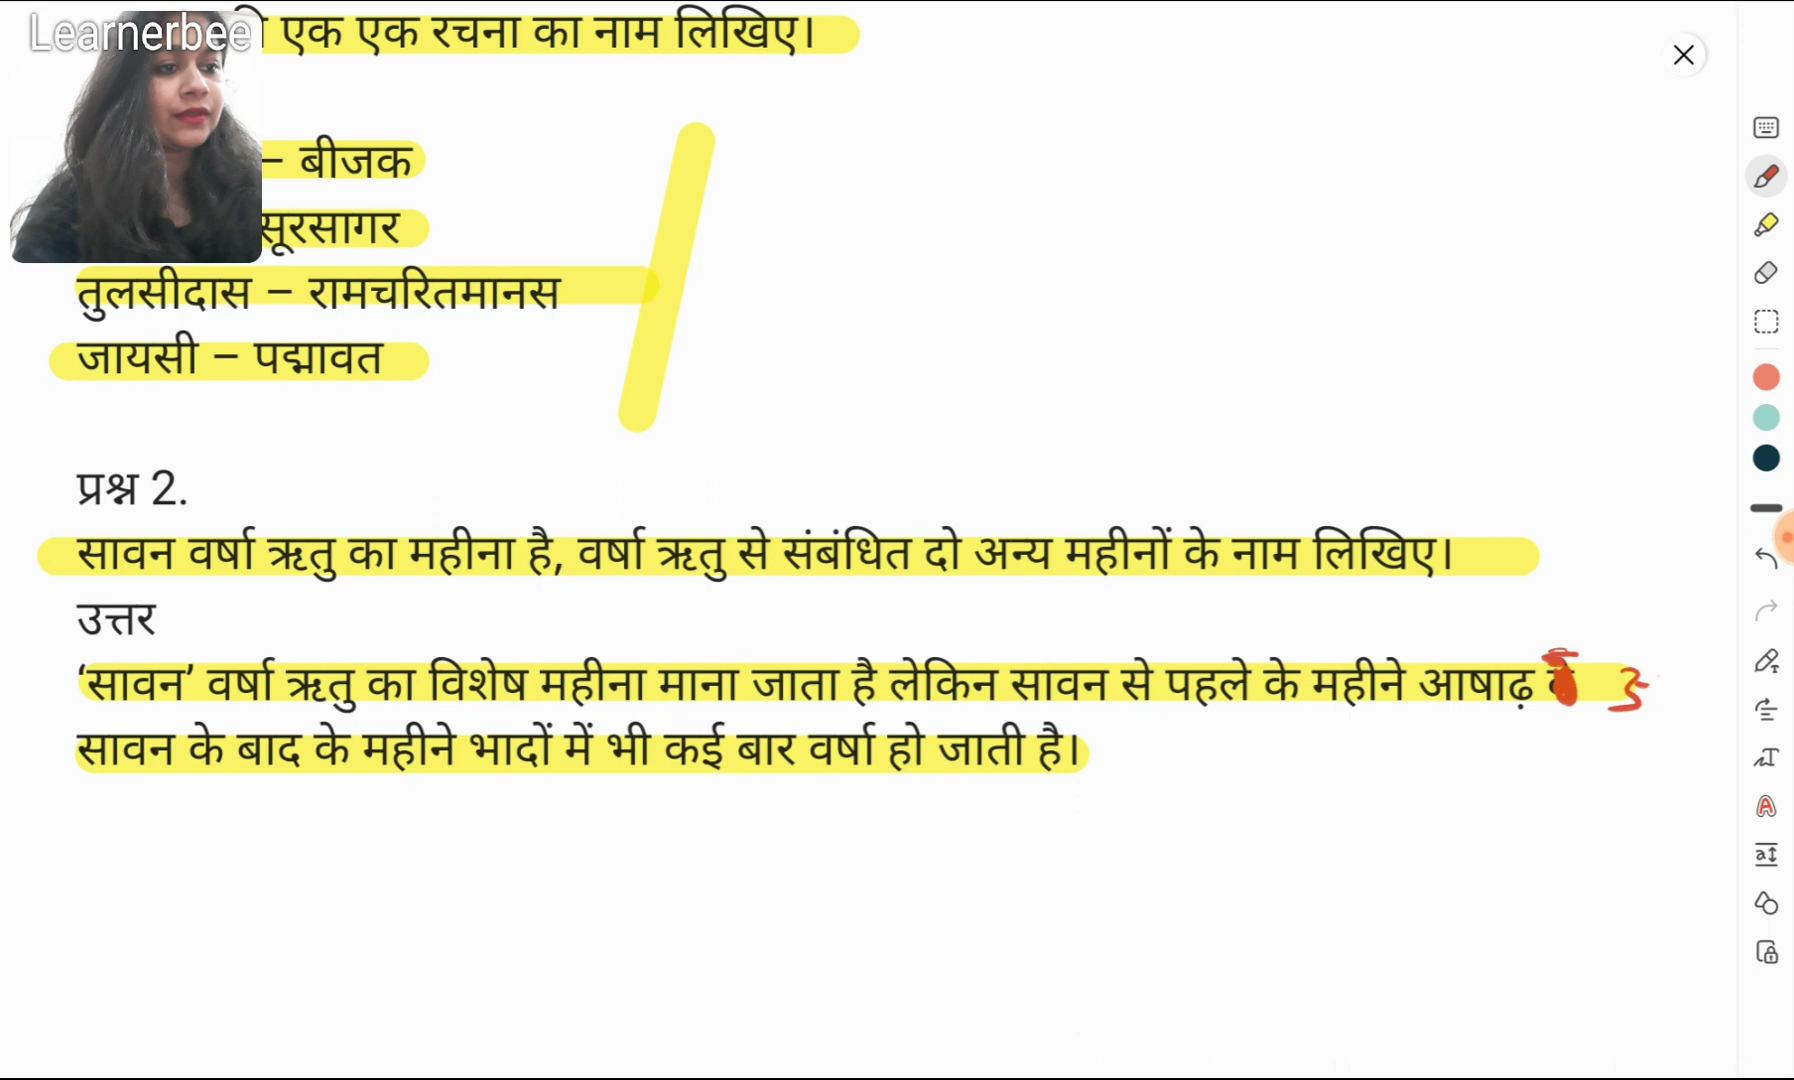 Learnerbee
एक एक रचना का नाम लिखिए।
– बीजक
सूरसागर
तुलसीदास – रामचरितमानस
जायसी – पद्मावत
प्रश्न 2.
सावन वर्षा ऋतु का महीना है, वर्षा ऋतु से संबंधित दो अन्य महीनों के नाम लिखिए।
उत्तर
‘सावन’ वर्षा ऋतु का विशेष महीना माना जाता है लेकिन सावन से पहले के महीने आषाढ़
सावन के बाद के महीने भादों में भी कई बार वर्षा हो जाती है।